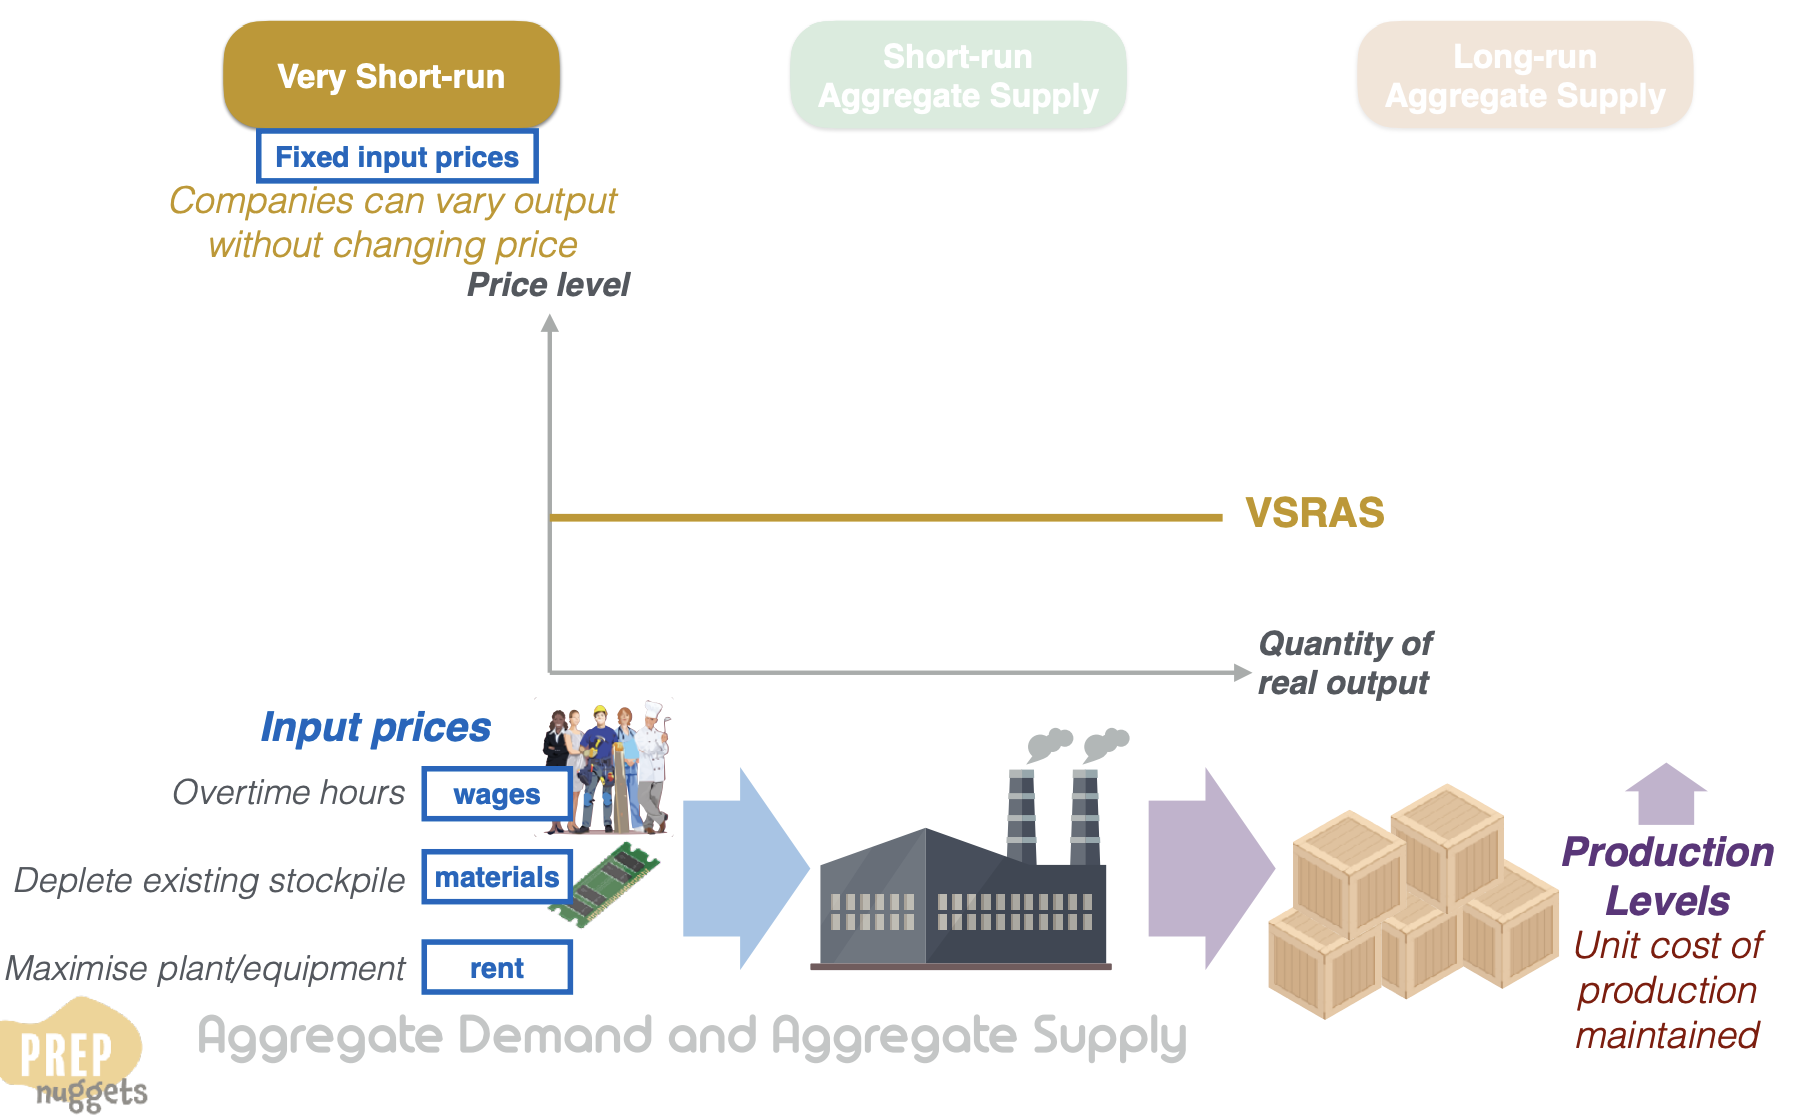 Very Short-run
Short-run
Aggregate Supply
Long-run
Aggregate Supply
Fixed input prices
Companies can vary output
without changing price
Price level
VSRAS
Quantity of
real output
Input prices
Overtime hours
wages
Deplete existing stockpile
materials
Maximise plant/equipment
rent
Production
Levels
Unit cost of
production
maintained
Aggregate Demand and Aggregate Supply
PREP
nuggets